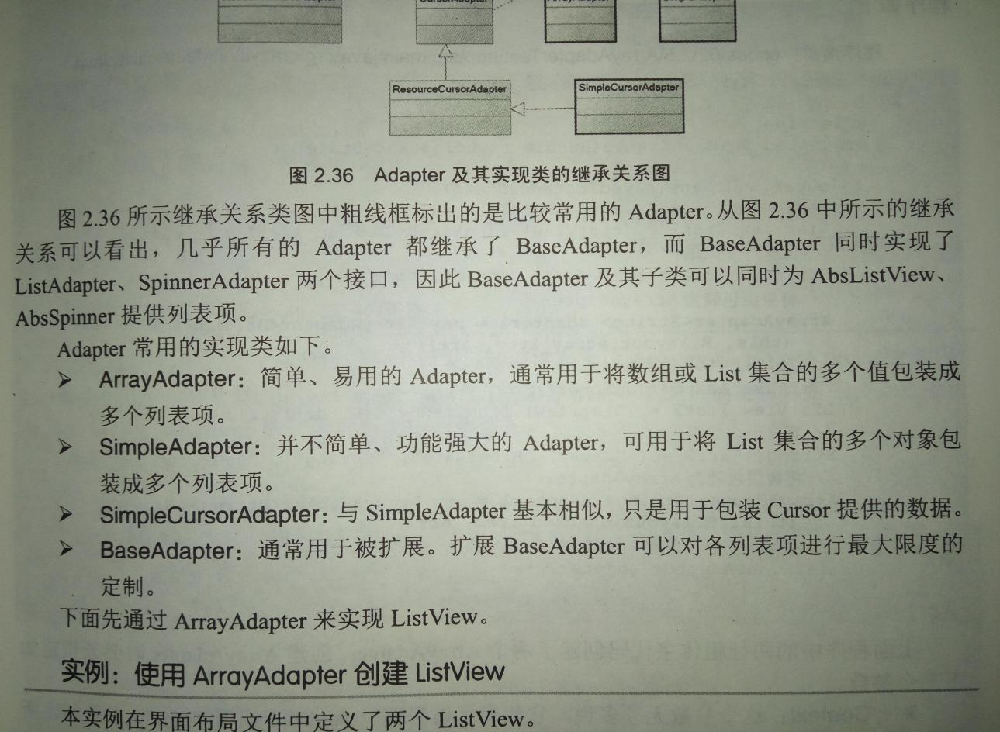 CursorAdapter
ResourceCursorAdapter
SimpleCursorAdapter
图 2.36 Adapter 及其实现类的继承关系图
图 2.36 所示继承关系类图中粗线框标出的是比较常用的 Adapter。从图 2.36 中所示的继承
关系可以看出，几乎所有的 Adapter 都继承了 BaseAdapter，而 BaseAdapter 同时实现了
ListAdapter、SpinnerAdapter 两个接口，因此 BaseAdapter 及其子类可以同时为 AbsListView、
AbsSpinner 提供列表项。
Adapter 常用的实现类如下。
➢ ArrayAdapter：简单、易用的 Adapter，通常用于将数组或 List 集合的多个值包装成
多个列表项。
➢ SimpleAdapter：并不简单、功能强大的 Adapter，可用于将 List 集合的多个对象包
装成多个列表项。
➢ SimpleCursorAdapter：与 SimpleAdapter 基本相似，只是用于包装 Cursor 提供的数据。
➢ BaseAdapter：通常用于被扩展。扩展 BaseAdapter 可以对各列表项进行最大限度的
定制。
下面先通过 ArrayAdapter 来实现 ListView。
实例：使用 ArrayAdapter 创建 ListView
本实例在界面布局文件中定义了两个 ListView。